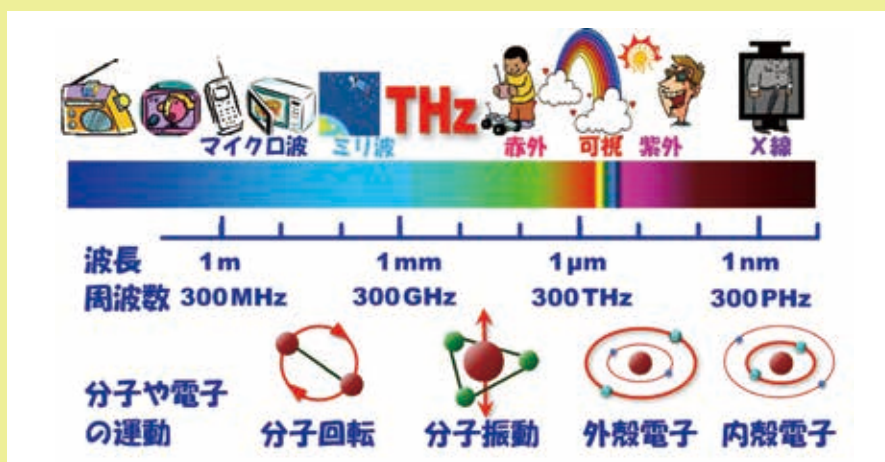 THz
マイクロ波 ミリ波 赤外 可視 紫外 X線
波長 1m 1mm 1μm 1nm
周波数 300MHz 300GHz 300THz 300PHz
分子や電子
の運動 分子回転 分子振動 外殻電子 内殻電子